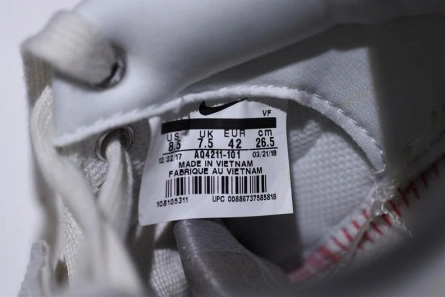 VF
US UK EUR cm
8.5 7.5 42 26.5
12/22/17 AQ4211-101 03/21/18
MADE IN VIETNAM
FABRIQUE AU VIETNAM
108105311 UPC 00886737585818